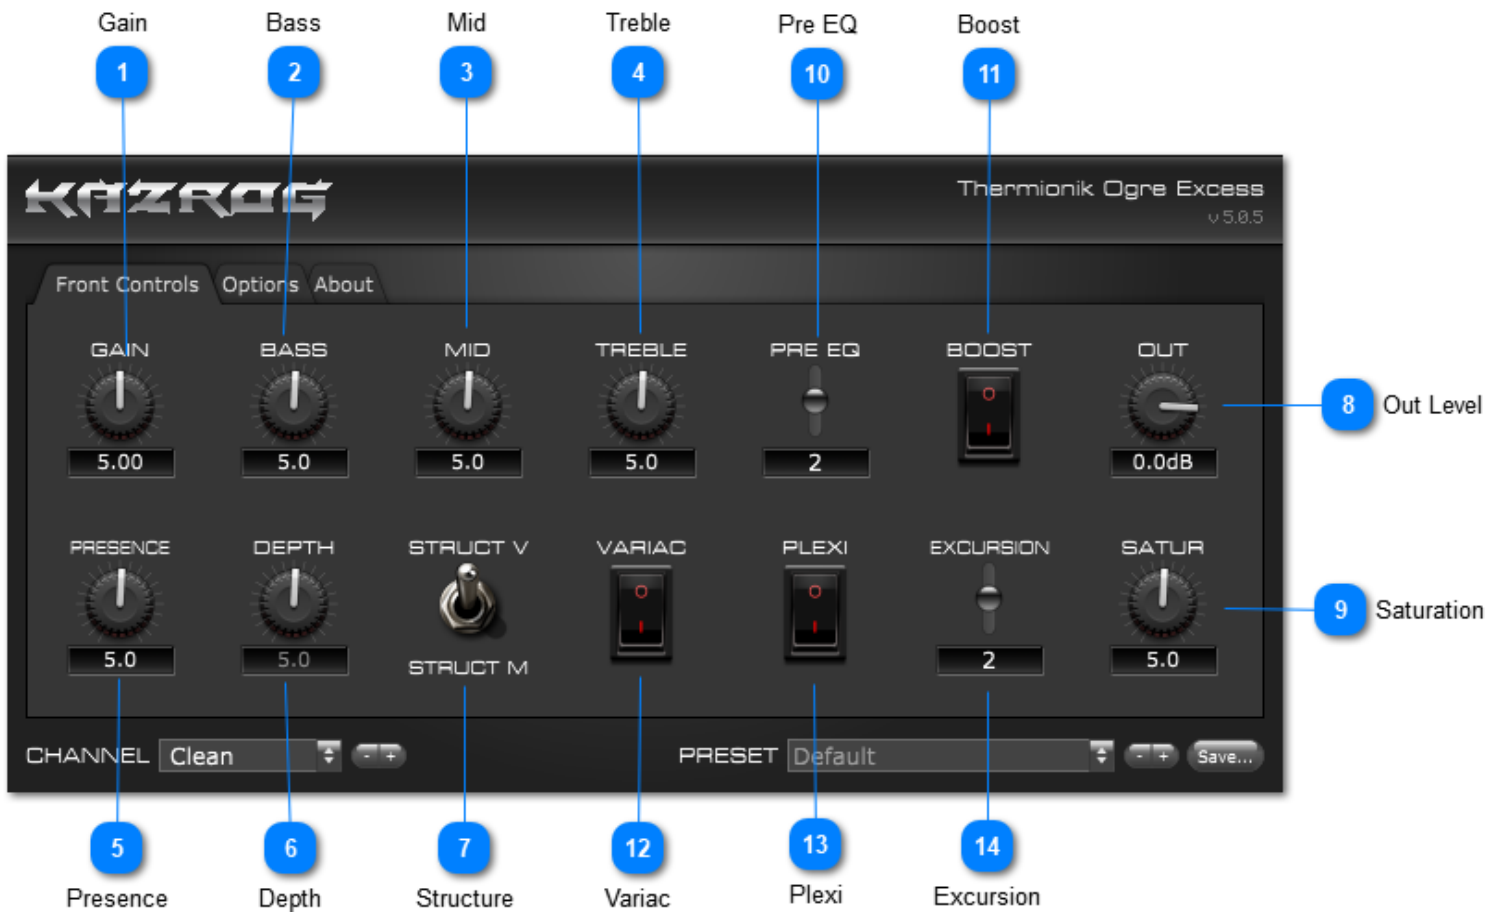 Gain Bass Mid Treble Pre EQ Boost
1 2 3 4 10 11
KAZROG
Thermionik Ogre Excess
v 5.0.5
Front Controls Options About
GAIN BASS MID TREBLE PRE EQ BOOST OUT
O
I
8 Out Level
5.00 5.0 5.0 5.0 2 0.0dB
PRESENCE DEPTH STRUCT V VARIAC PLEXI EXCURSION SATUR
O O
I I
9 Saturation
5.0 5.0 2 5.0
STRUCT M
CHANNEL Clean - + PRESET Default - + Save...
5 6 7 12 13 14
Presence Depth Structure Variac Plexi Excursion